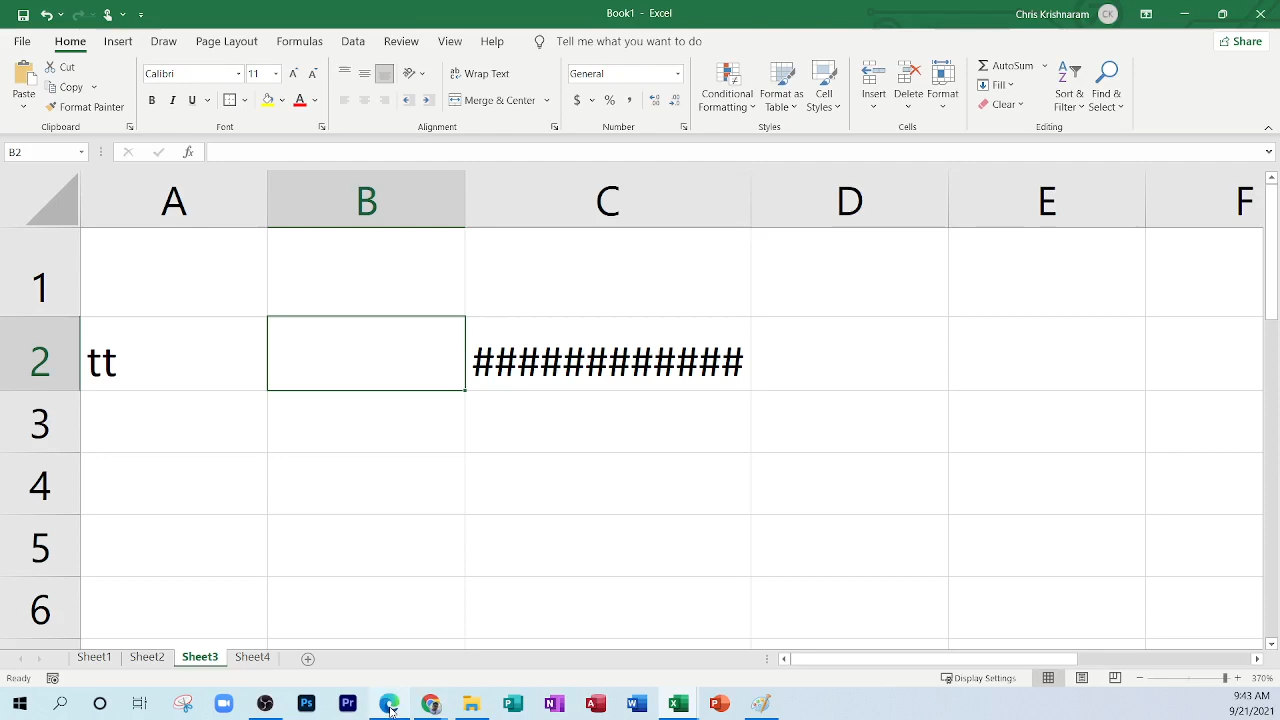 Book1 - Excel
Chris Krishnaram CK
File Home Insert Draw Page Layout Formulas Data Review View Help Tell me what you want to do Share
Cut Calibri 11 Wrap Text General AutoSum
Copy Fill
Paste Format Painter B I U Merge & Center $ % , Conditional Formatting Format as Table Cell Styles Insert Delete Format Clear Sort & Filter Find & Select
Clipboard Font Alignment Number Styles Cells Editing
B2 fx
A B C D E F
1
2 tt ############
3
4
5
6
Sheet1 Sheet2 Sheet3 Sheet4
Ready Display Settings 370%
Ps Pr 9:43 AM
9/21/2021